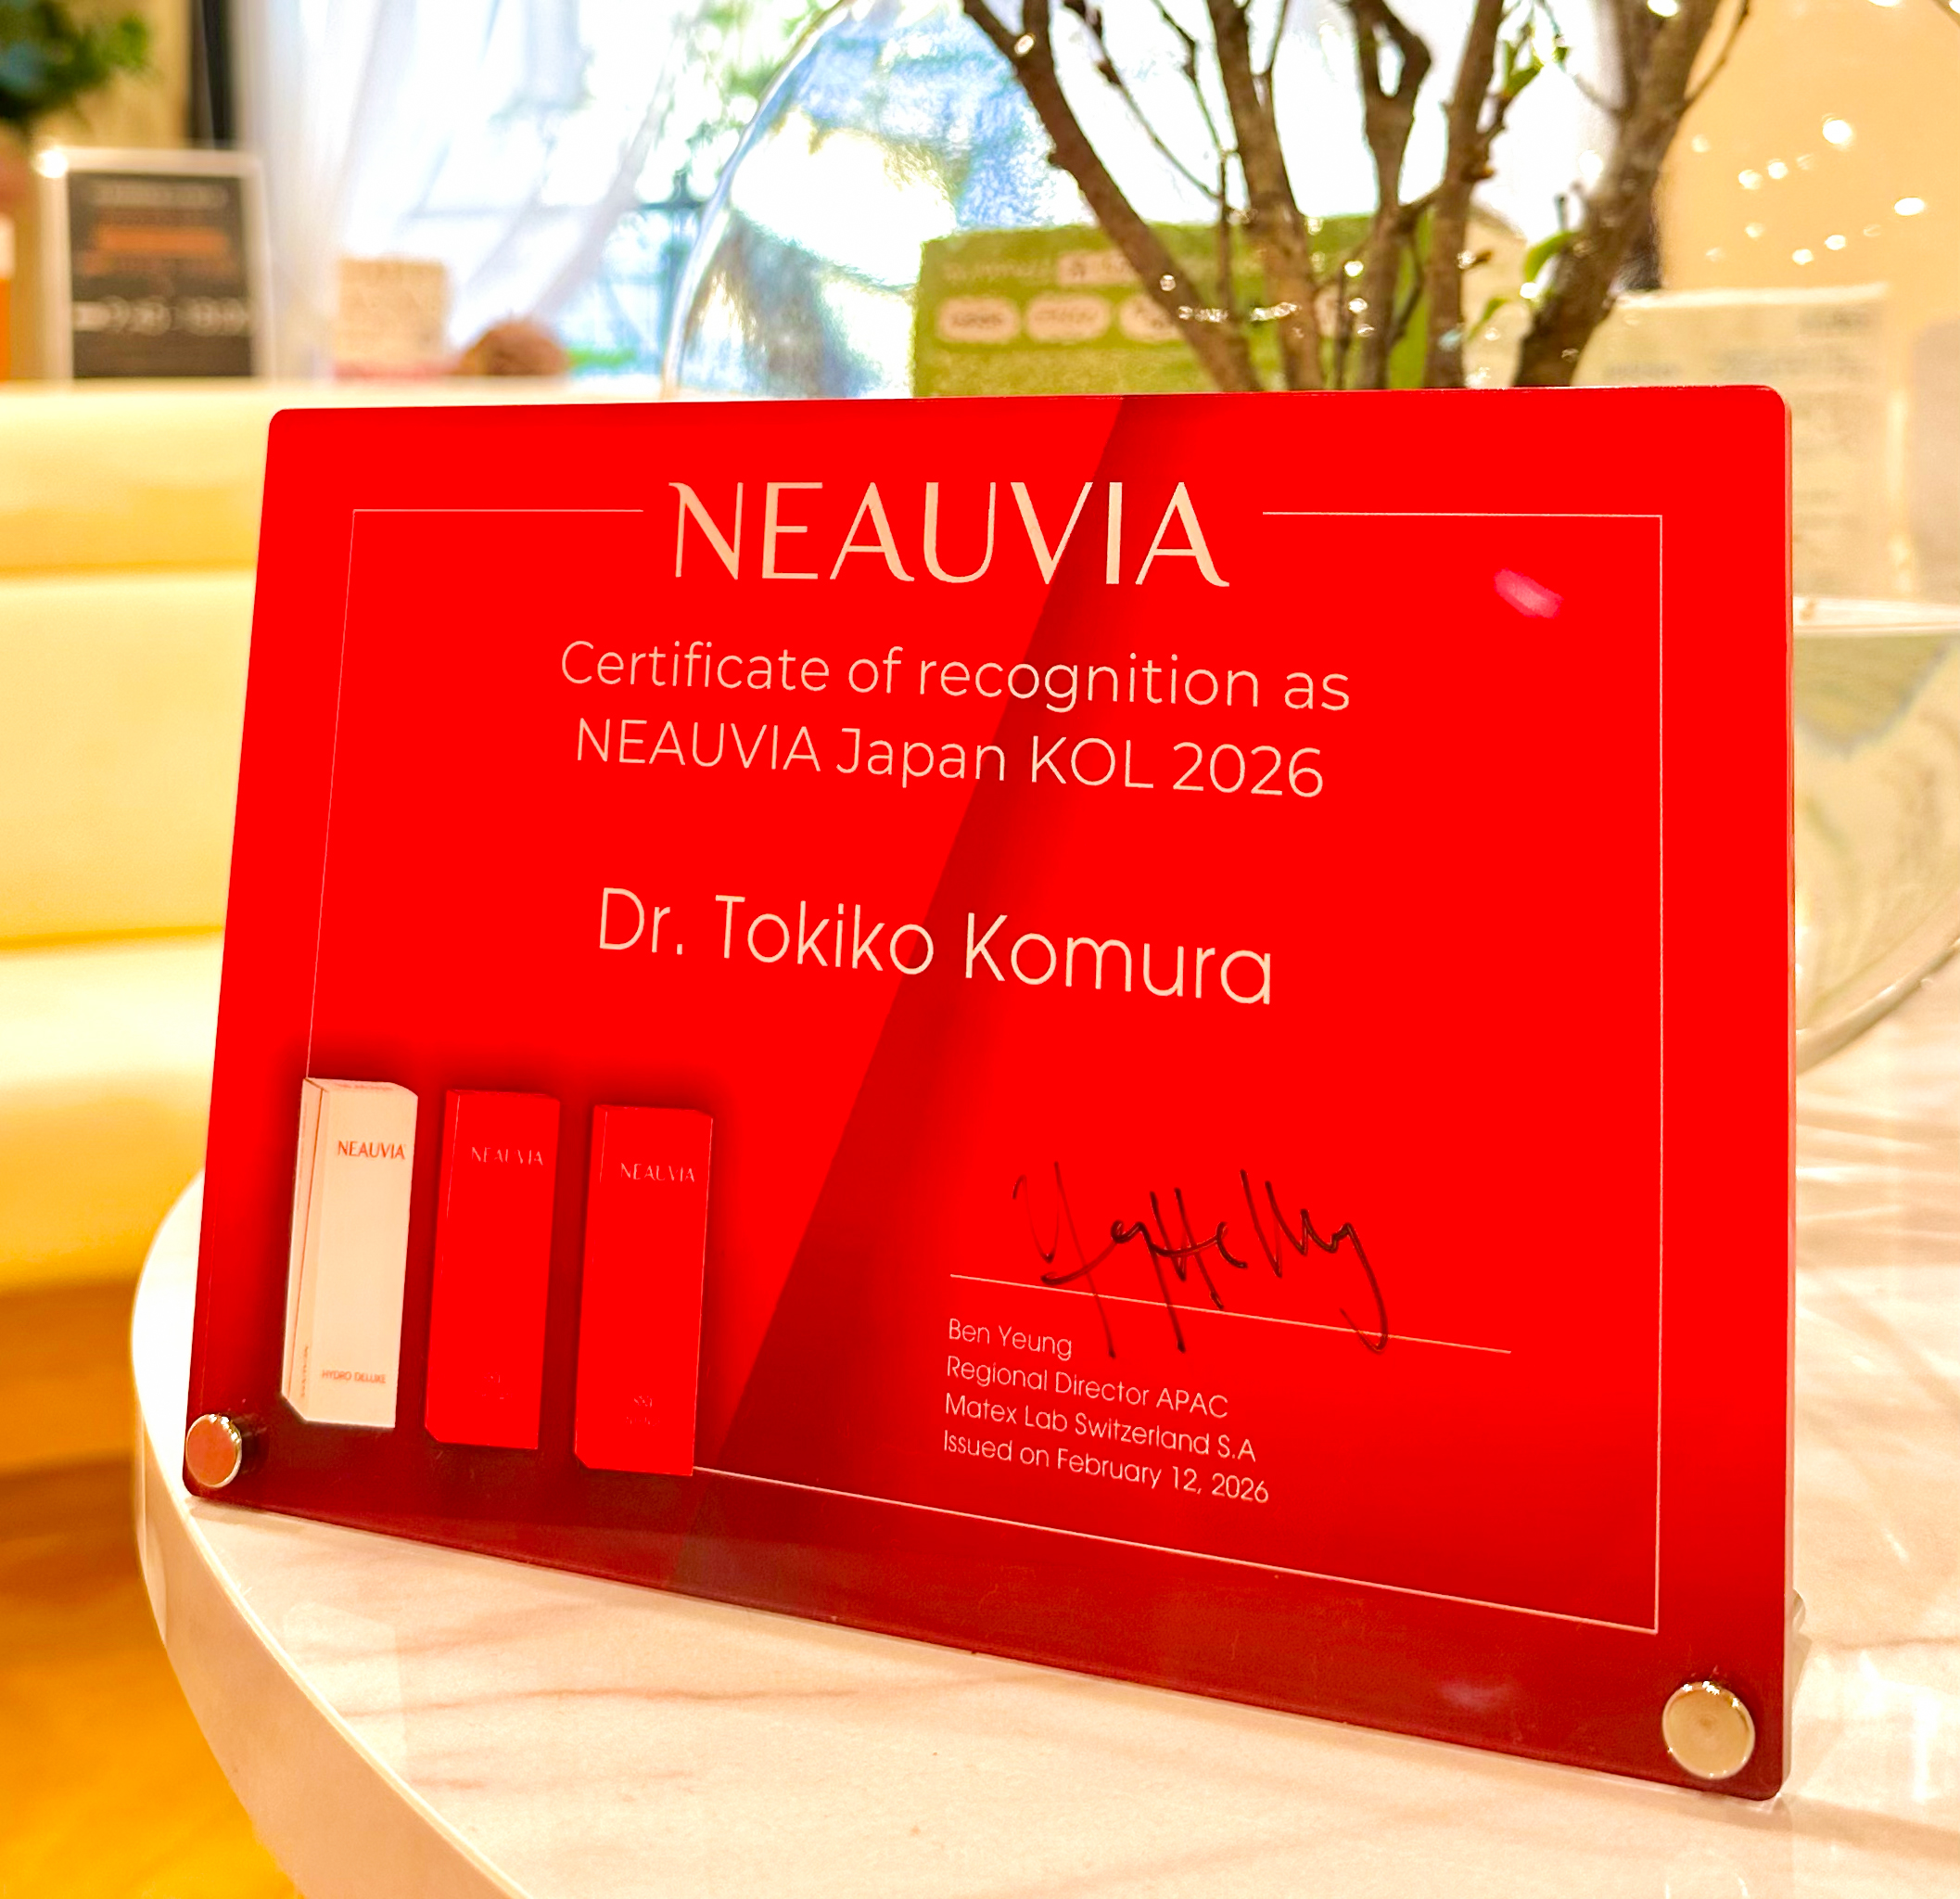 NEAUVIA
Certificate of recognition as
NEAUVIA Japan KOL 2026
Dr. Tokiko Komura
NEAUVIA
HYDRO DELUXE
NEAUVIA
NEAUVIA
Ben Yeung
Regional Director APAC
Matex Lab Switzerland S.A
Issued on February 12, 2026